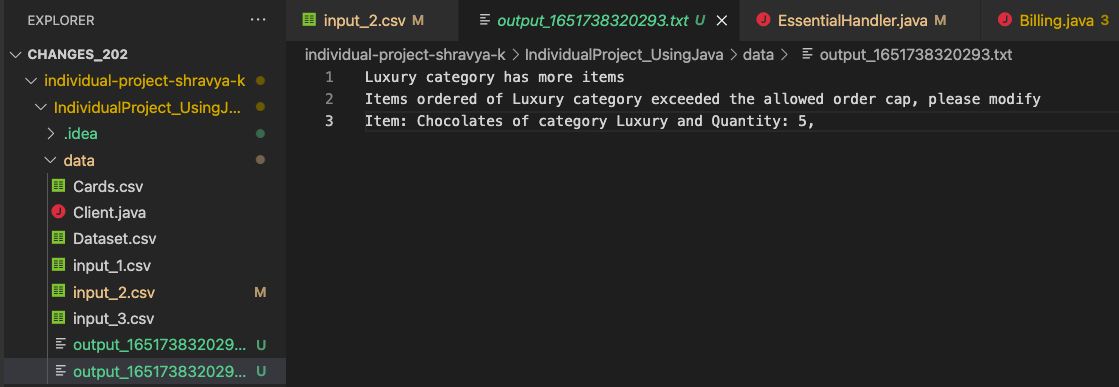 EXPLORER
...
CHANGES_202
individual-project-shravya-k
IndividualProject_UsingJ...
.idea
data
Cards.csv
Client.java
Dataset.csv
input_1.csv
input_2.csv M
input_3.csv
output_165173832029... U
output_165173832029... U
input_2.csv M
output_1651738320293.txt U
EssentialHandler.java M
Billing.java 3
individual-project-shravya-k > IndividualProject_UsingJava > data > output_1651738320293.txt
1 Luxury category has more items
2 Items ordered of Luxury category exceeded the allowed order cap, please modify
3 Item: Chocolates of category Luxury and Quantity: 5,